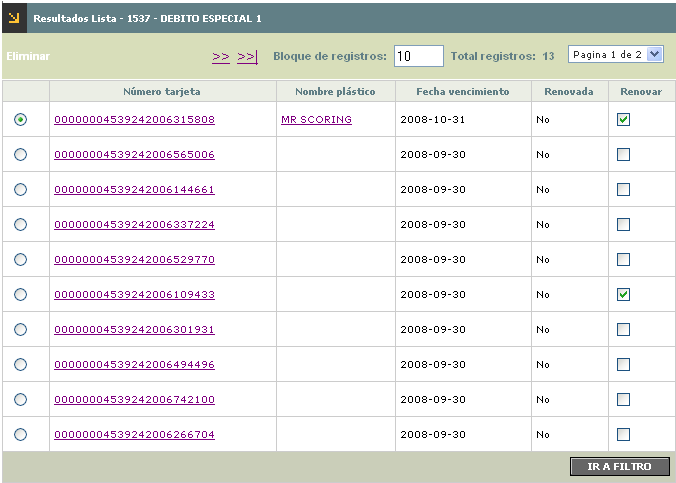 Resultados Lista - 1537 - DEBITO ESPECIAL 1
Eliminar >> >>| Bloque de registros: 10 Total registros: 13 Pagina 1 de 2
Número tarjeta Nombre plástico Fecha vencimiento Renovada Renovar
00000004539242006315808 MR SCORING 2008-10-31 No
00000004539242006565006 2008-09-30 No
00000004539242006144661 2008-09-30 No
00000004539242006337224 2008-09-30 No
00000004539242006529770 2008-09-30 No
00000004539242006109433 2008-09-30 No
00000004539242006301931 2008-09-30 No
00000004539242006494496 2008-09-30 No
00000004539242006742100 2008-09-30 No
00000004539242006266704 2008-09-30 No
IR A FILTRO